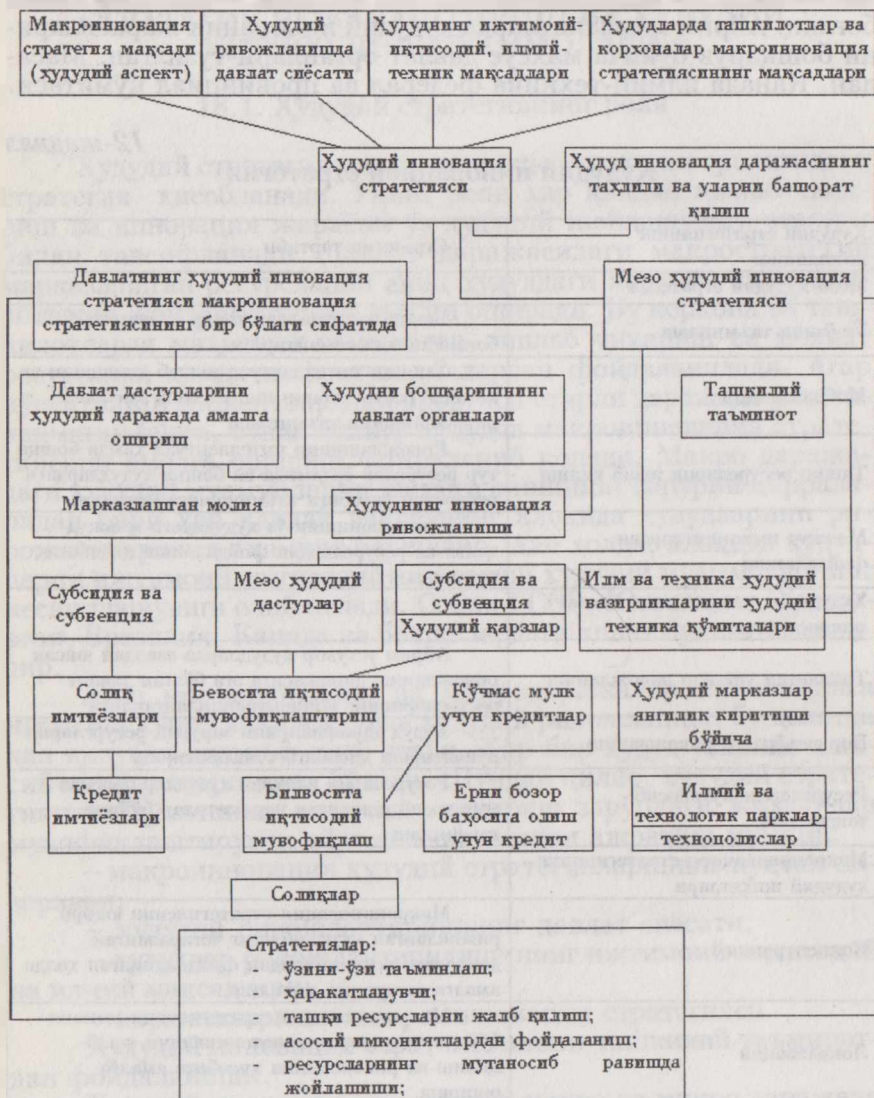 Макроинновация
стратегия мақсади
(ҳудудий аспект)
Ҳудудий
ривожланишда
давлат сиёсати
Ҳудуднинг ижтимоий-
иқтисодий, илмий-
техник мақсадлари
Ҳудудларда ташкилотлар ва
корхоналар макроинновация
стратегиясининг мақсадлари
Ҳудудий инновация
стратегияси
Ҳудуд инновация даражасининг
таҳлили ва уларни башорат
қилиш
Давлатнинг ҳудудий инновация
стратегияси макроинновация
стратегиясининг бир бўлаги сифатида
Мезо ҳудудий инновация
стратегияси
Давлат дастурлари
ҳудудий даражада амалга
ошириш
Ҳудудни бошқаришнинг
давлат органлари
Ташкилий
таъминот
Марказлашган молия
Ҳудуднинг инновация
ривожланиши
Субсидия ва
субвенция
Мезо ҳудудий
дастурлар
Субсидия ва
субвенция
Ҳудудий қарзлар
Илм ва техника ҳудудий
вазирликларнинг ҳудудий
техника қўмиталари
Солиқ
имтиёзлари
Бевосита иқтисодий
мувофиқлаштириш
Кўчмас мулк
учун кредитлар
Ҳудудий марказлар
янгилик киритиш
бўйича
Кредит
имтиёзлари
Билвосита
иқтисодий
мувофиқлаш
Ерни бозор
баҳосига олиш
учун кредит
Илмий ва
технологик парклар
технополислар
Солиқлар
Стратегиялар:
- ўзини-ўзи таъминлаш;
- ҳаракатланувчи;
- ташқи ресурсларни жалб қилиш;
- асосий имкониятлардан фойдаланиш;
- ресурсларнинг мутаносиб равишда
жойлашиши;